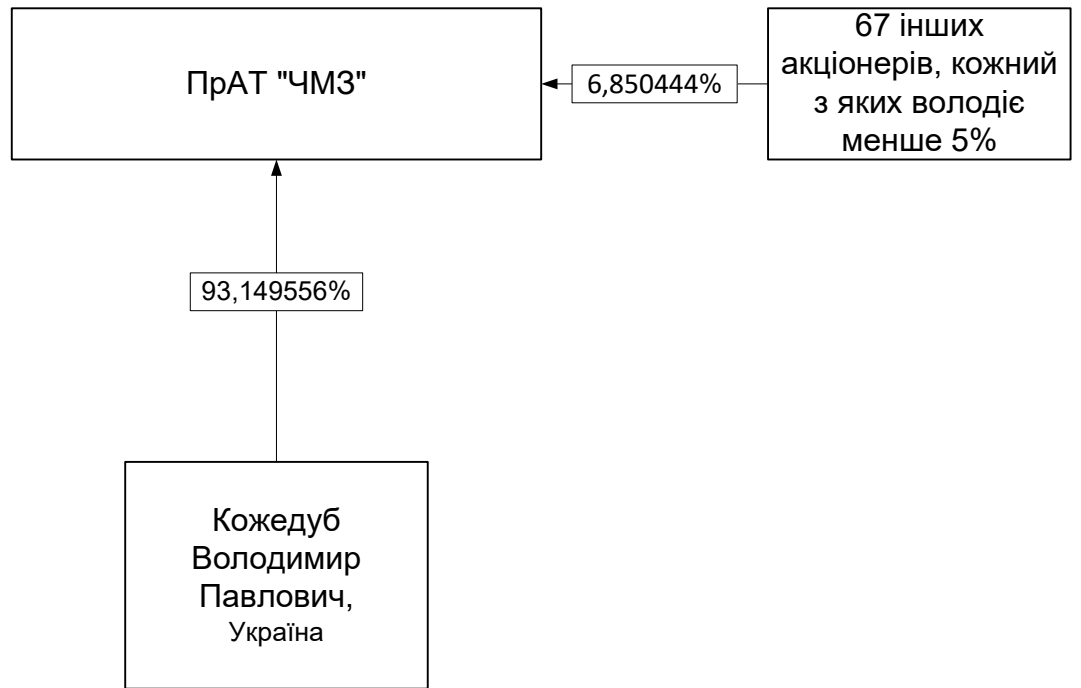 ПрАТ "ЧМЗ"
6,850444%
67 інших
акціонерів, кожний
з яких володіє
менше 5%
93,149556%
Кожедуб
Володимир
Павлович,
Україна